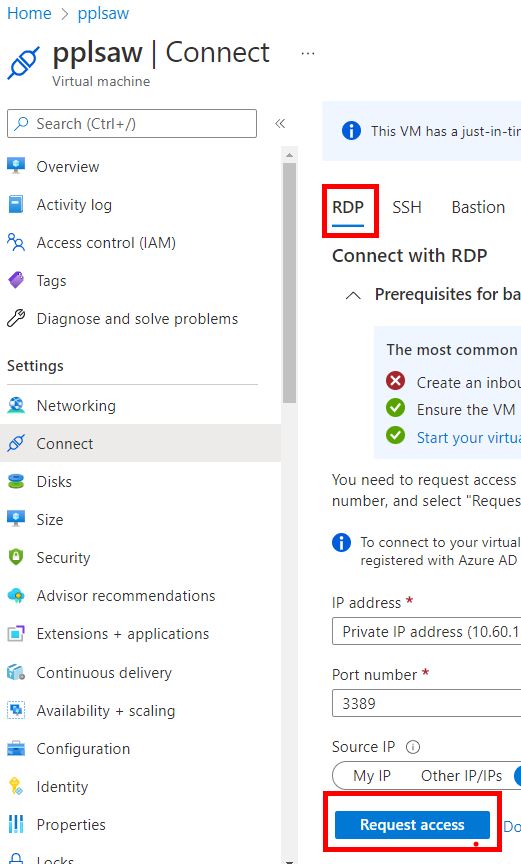 Home > pplsaw
pplsaw | Connect ...
Virtual machine
Search (Ctrl+/)
«
Overview
Activity log
Access control (IAM)
Tags
Diagnose and solve problems
Settings
Networking
Connect
Disks
Size
Security
Advisor recommendations
Extensions + applications
Continuous delivery
Availability + scaling
Configuration
Identity
Properties
Locks
This VM has a just-in-tim
RDP SSH Bastion
Connect with RDP
Prerequisites for ba
The most common
Create an inbou
Ensure the VM
Start your virtua
You need to request access
number, and select "Reques
To connect to your virtual
registered with Azure AD
IP address *
Private IP address (10.60.1
Port number *
3389
Source IP
My IP Other IP/IPs
Request access Do